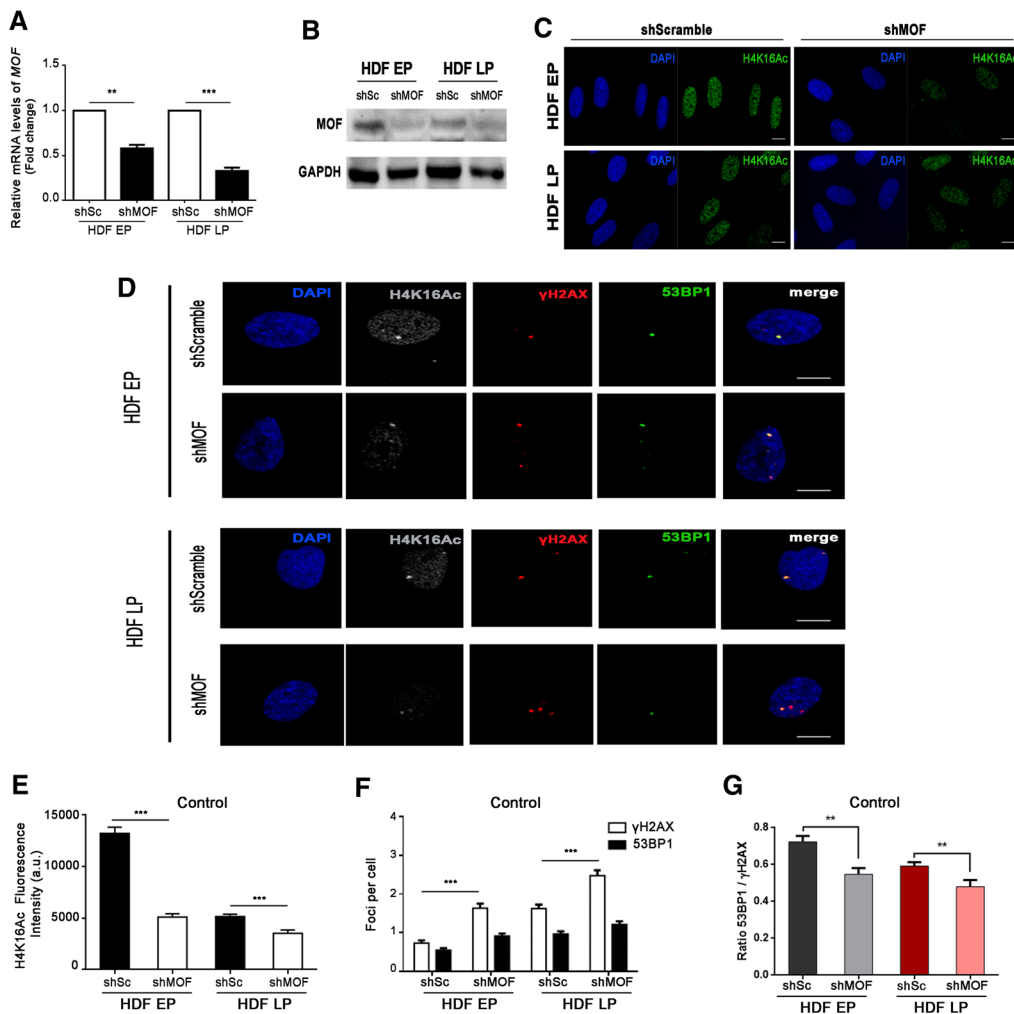 A
Relative mRNA levels of MOF
(Fold change)
1.5
1.0
0.5
0.0
**
***
shSc
shMOF
shSc
shMOF
HDF EP
HDF LP
B
HDF EP
HDF LP
shSc
shMOF
shSc
shMOF
MOF
GAPDH
C
shScramble
shMOF
HDF EP
DAPI
H4K16Ac
DAPI
H4K16Ac
HDF LP
DAPI
H4K16Ac
DAPI
H4K16Ac
D
HDF EP
shScramble
DAPI
H4K16Ac
γH2AX
53BP1
merge
shMOF
HDF LP
shScramble
DAPI
H4K16Ac
γH2AX
53BP1
merge
shMOF
E
Control
H4K16Ac Fluorescence
Intensity (a.u.)
15000
10000
5000
0
***
***
shSc
shMOF
shSc
shMOF
HDF EP
HDF LP
F
Control
Foci per cell
4
3
2
1
0
γH2AX
53BP1
***
***
shSc
shMOF
shSc
shMOF
HDF EP
HDF LP
G
Control
Ratio 53BP1 / γH2AX
0.8
0.6
0.4
0.2
0.0
**
**
shSc
shMOF
shSc
shMOF
HDF EP
HDF LP